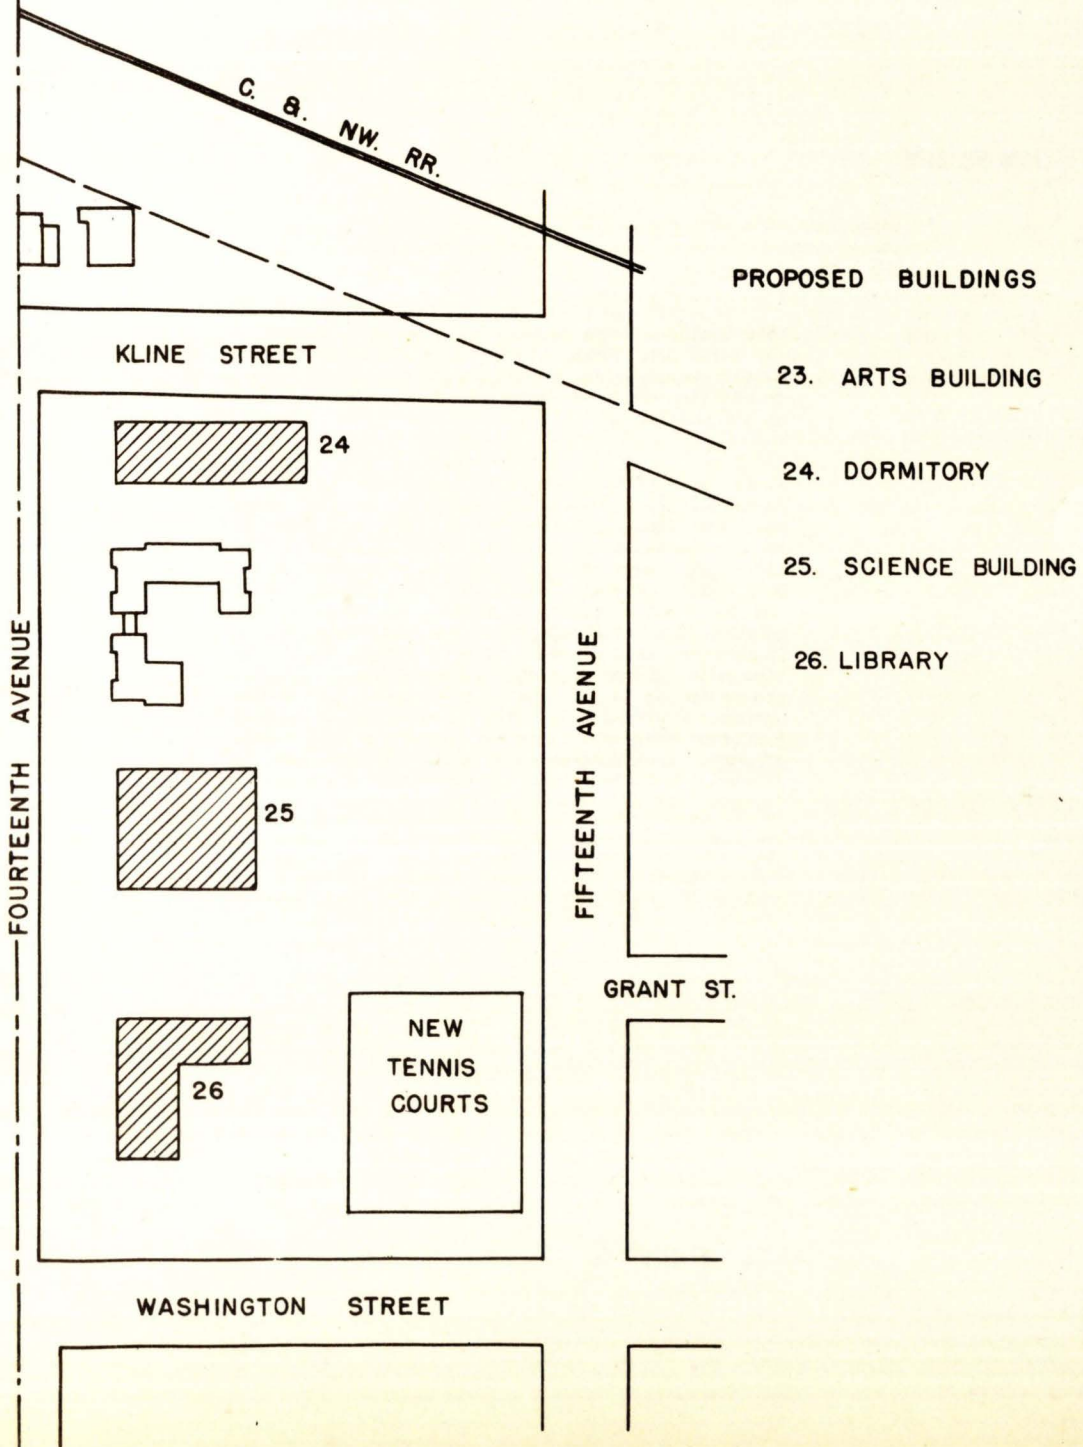 C. & NW. RR.
PROPOSED BUILDINGS
KLINE STREET
23. ARTS BUILDING
24
24. DORMITORY
25. SCIENCE BUILDING
26. LIBRARY
FOURTEENTH AVENUE
FIFTEENTH AVENUE
25
GRANT ST.
NEW
TENNIS
COURTS
26
WASHINGTON STREET